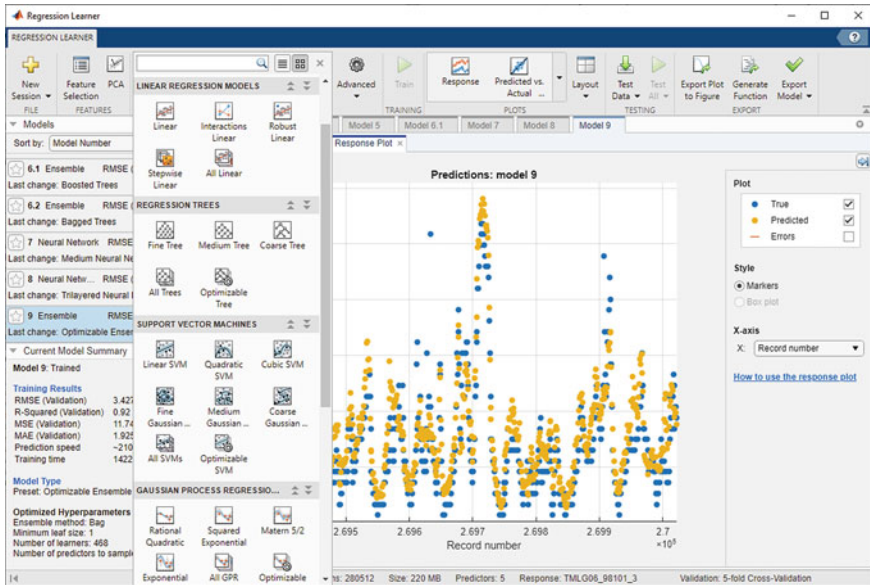 Regression Learner
REGRESSION LEARNER
New Session
Feature Selection
PCA
Advanced
Train
Response
Predicted vs. Actual ...
Layout
Test Data
Test All
Export Plot to Figure
Generate Function
Export Model
FILE
FEATURES
TRAINING
PLOTS
TESTING
EXPORT
Models
Sort by: Model Number
6.1 Ensemble RMSE (
Last change: Boosted Trees
6.2 Ensemble RMSE (
Last change: Bagged Trees
7 Neural Network RMSE
Last change: Medium Neural Ne
8 Neural Netw... RMSE (
Last change: Trilayered Neural
9 Ensemble RMSE
Last change: Optimizable Ensem
Current Model Summary
Model 9: Trained
Training Results
RMSE (Validation) 3.427
R-Squared (Validation) 0.92
MSE (Validation) 11.74
MAE (Validation) 1.925
Prediction speed ~210
Training time 1422
Model Type
Preset: Optimizable Ensemble
Optimized Hyperparameters
Ensemble method: Bag
Minimum leaf size: 1
Number of learners: 468
Number of predictors to sample
LINEAR REGRESSION MODELS
Linear
Interactions Linear
Robust Linear
Stepwise Linear
All Linear
REGRESSION TREES
Fine Tree
Medium Tree
Coarse Tree
All Trees
Optimizable Tree
SUPPORT VECTOR MACHINES
Linear SVM
Quadratic SVM
Cubic SVM
Fine Gaussian ...
Medium Gaussian ...
Coarse Gaussian ...
All SVMs
Optimizable SVM
GAUSSIAN PROCESS REGRESSIO...
Rational Quadratic
Squared Exponential
Matern 5/2
Exponential
All GPR
Optimizable
Model 5
Model 6.1
Model 7
Model 8
Model 9
Response Plot
Predictions: model 9
2.695 2.696 2.697 2.698 2.699 2.7
×10⁵
Record number
Plot
True
Predicted
Errors
Style
Markers
Box plot
X-axis
X: Record number
How to use the response plot
ns: 280512 Size: 220 MB Predictors: 5 Response: TMLG06_98101_3 Validation: 5-fold Cross-Validation